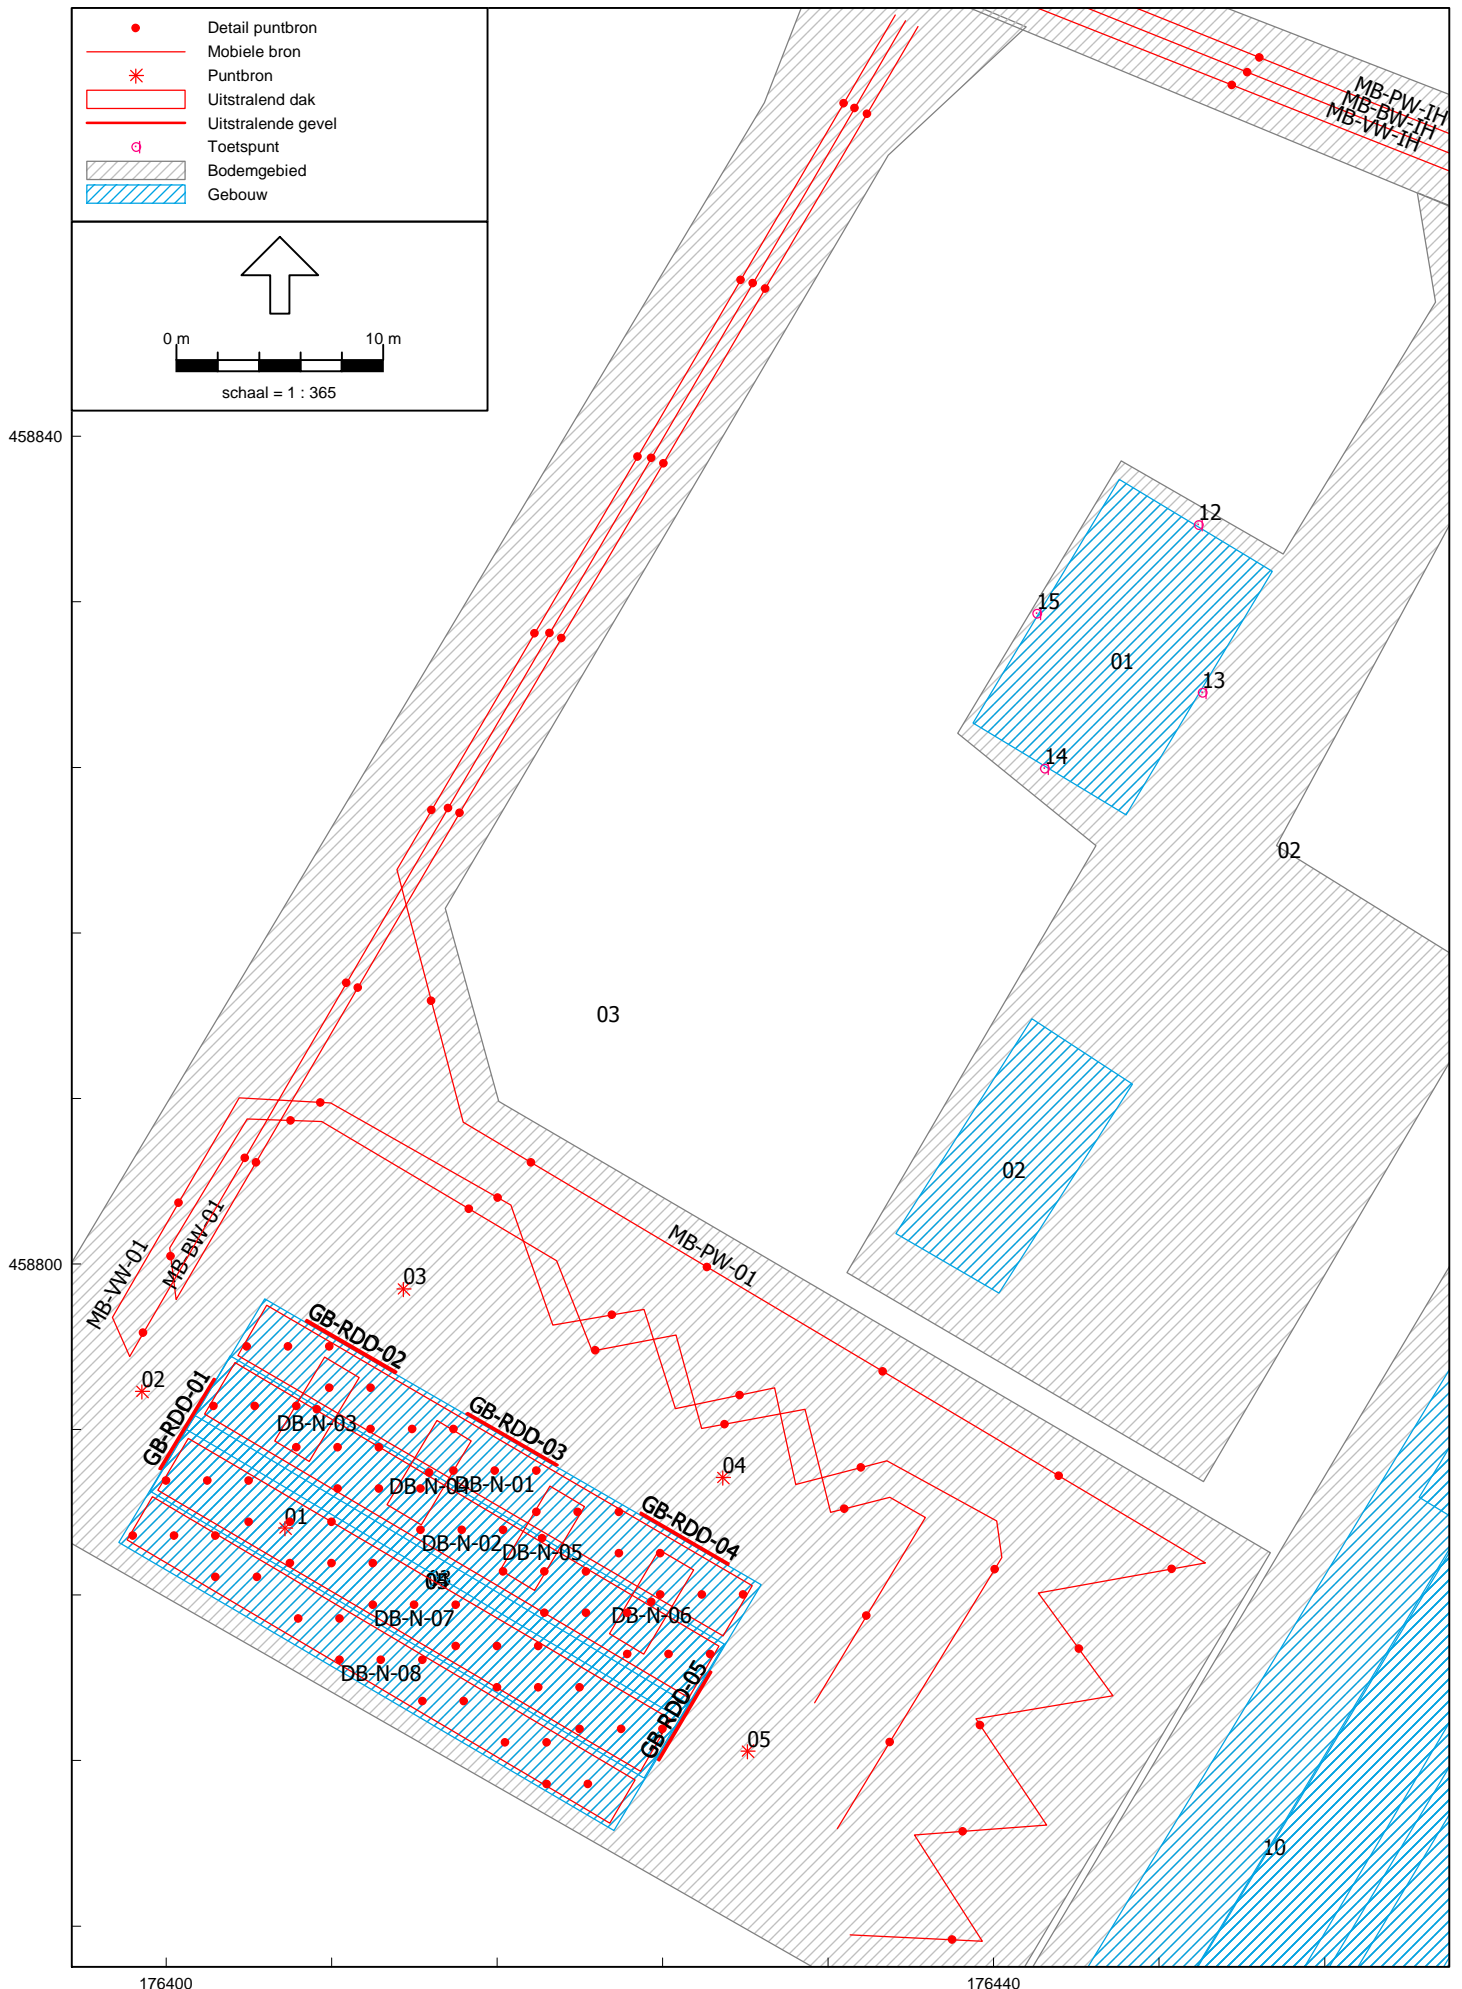 Detail puntbron
Mobiele bron
Puntbron
Uitstralend dak
Uitstralende gevel
Toetspunt
Bodemgebied
Gebouw
0 m 10 m
schaal = 1 : 365
MB-PW-IH
MB-BW-IH
MB-VW-IH
458840
12
15
01
13
14
02
03
02
MB-VW-01
MB-BW-01
MB-PW-01
458800
03
02
GB-RDD-02
GB-RDD-01
GB-RDD-03
DB-N-03
04
DB-N-04
DB-N-01
GB-RDD-04
01
DB-N-02
DB-N-05
DB-N-07
DB-N-06
DB-N-08
GB-RDD-05
05
10
176400 176440